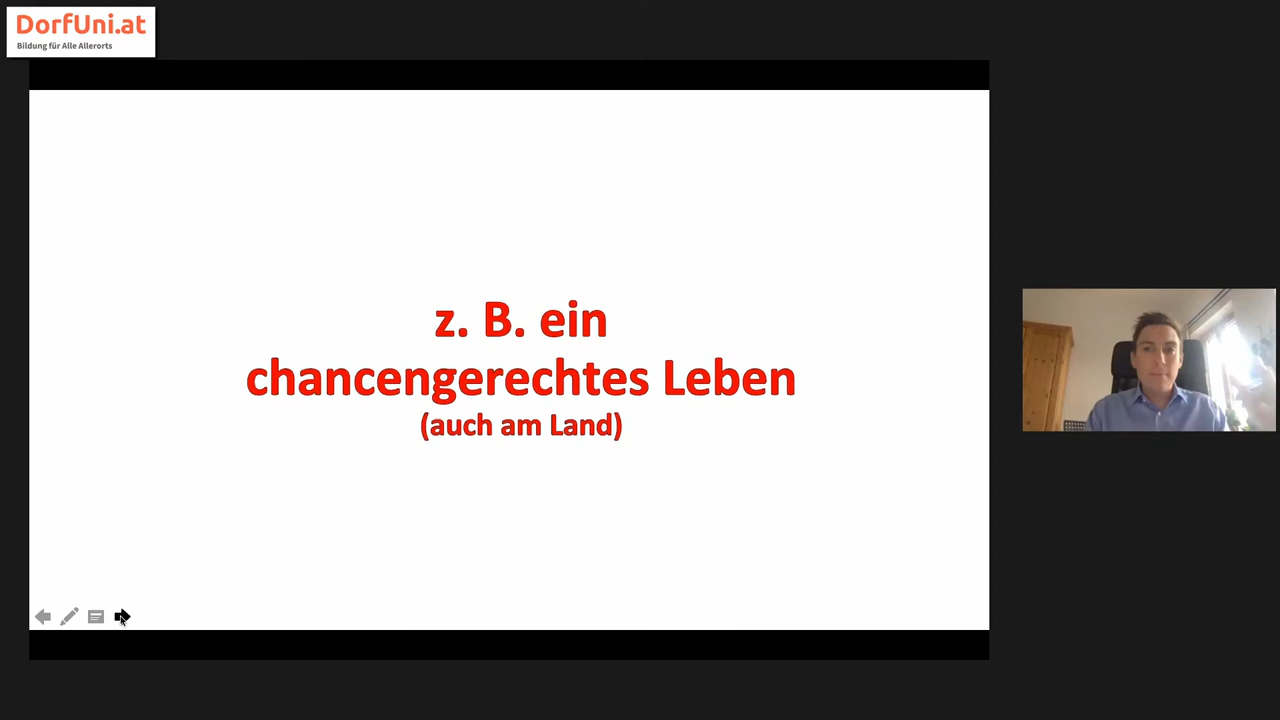 DorfUni.at
Bildung für Alle Allerorts
z. B. ein
chancengerechtes Leben
(auch am Land)